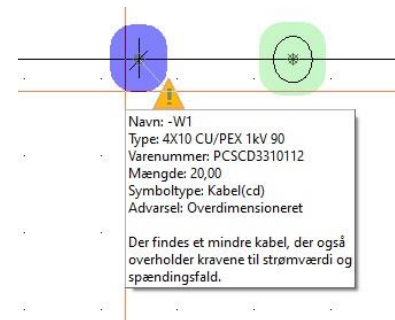 Navn: -W1
Type: 4X10 CU/PEX 1kV 90
Varenummer: PCSCD3310112
Mængde: 20,00
Symboltype: Kabel(cd)
Advarsel: Overdimensioneret
Der findes et mindre kabel, der også
overholder kravene til strømværdi og
spændingsfald.